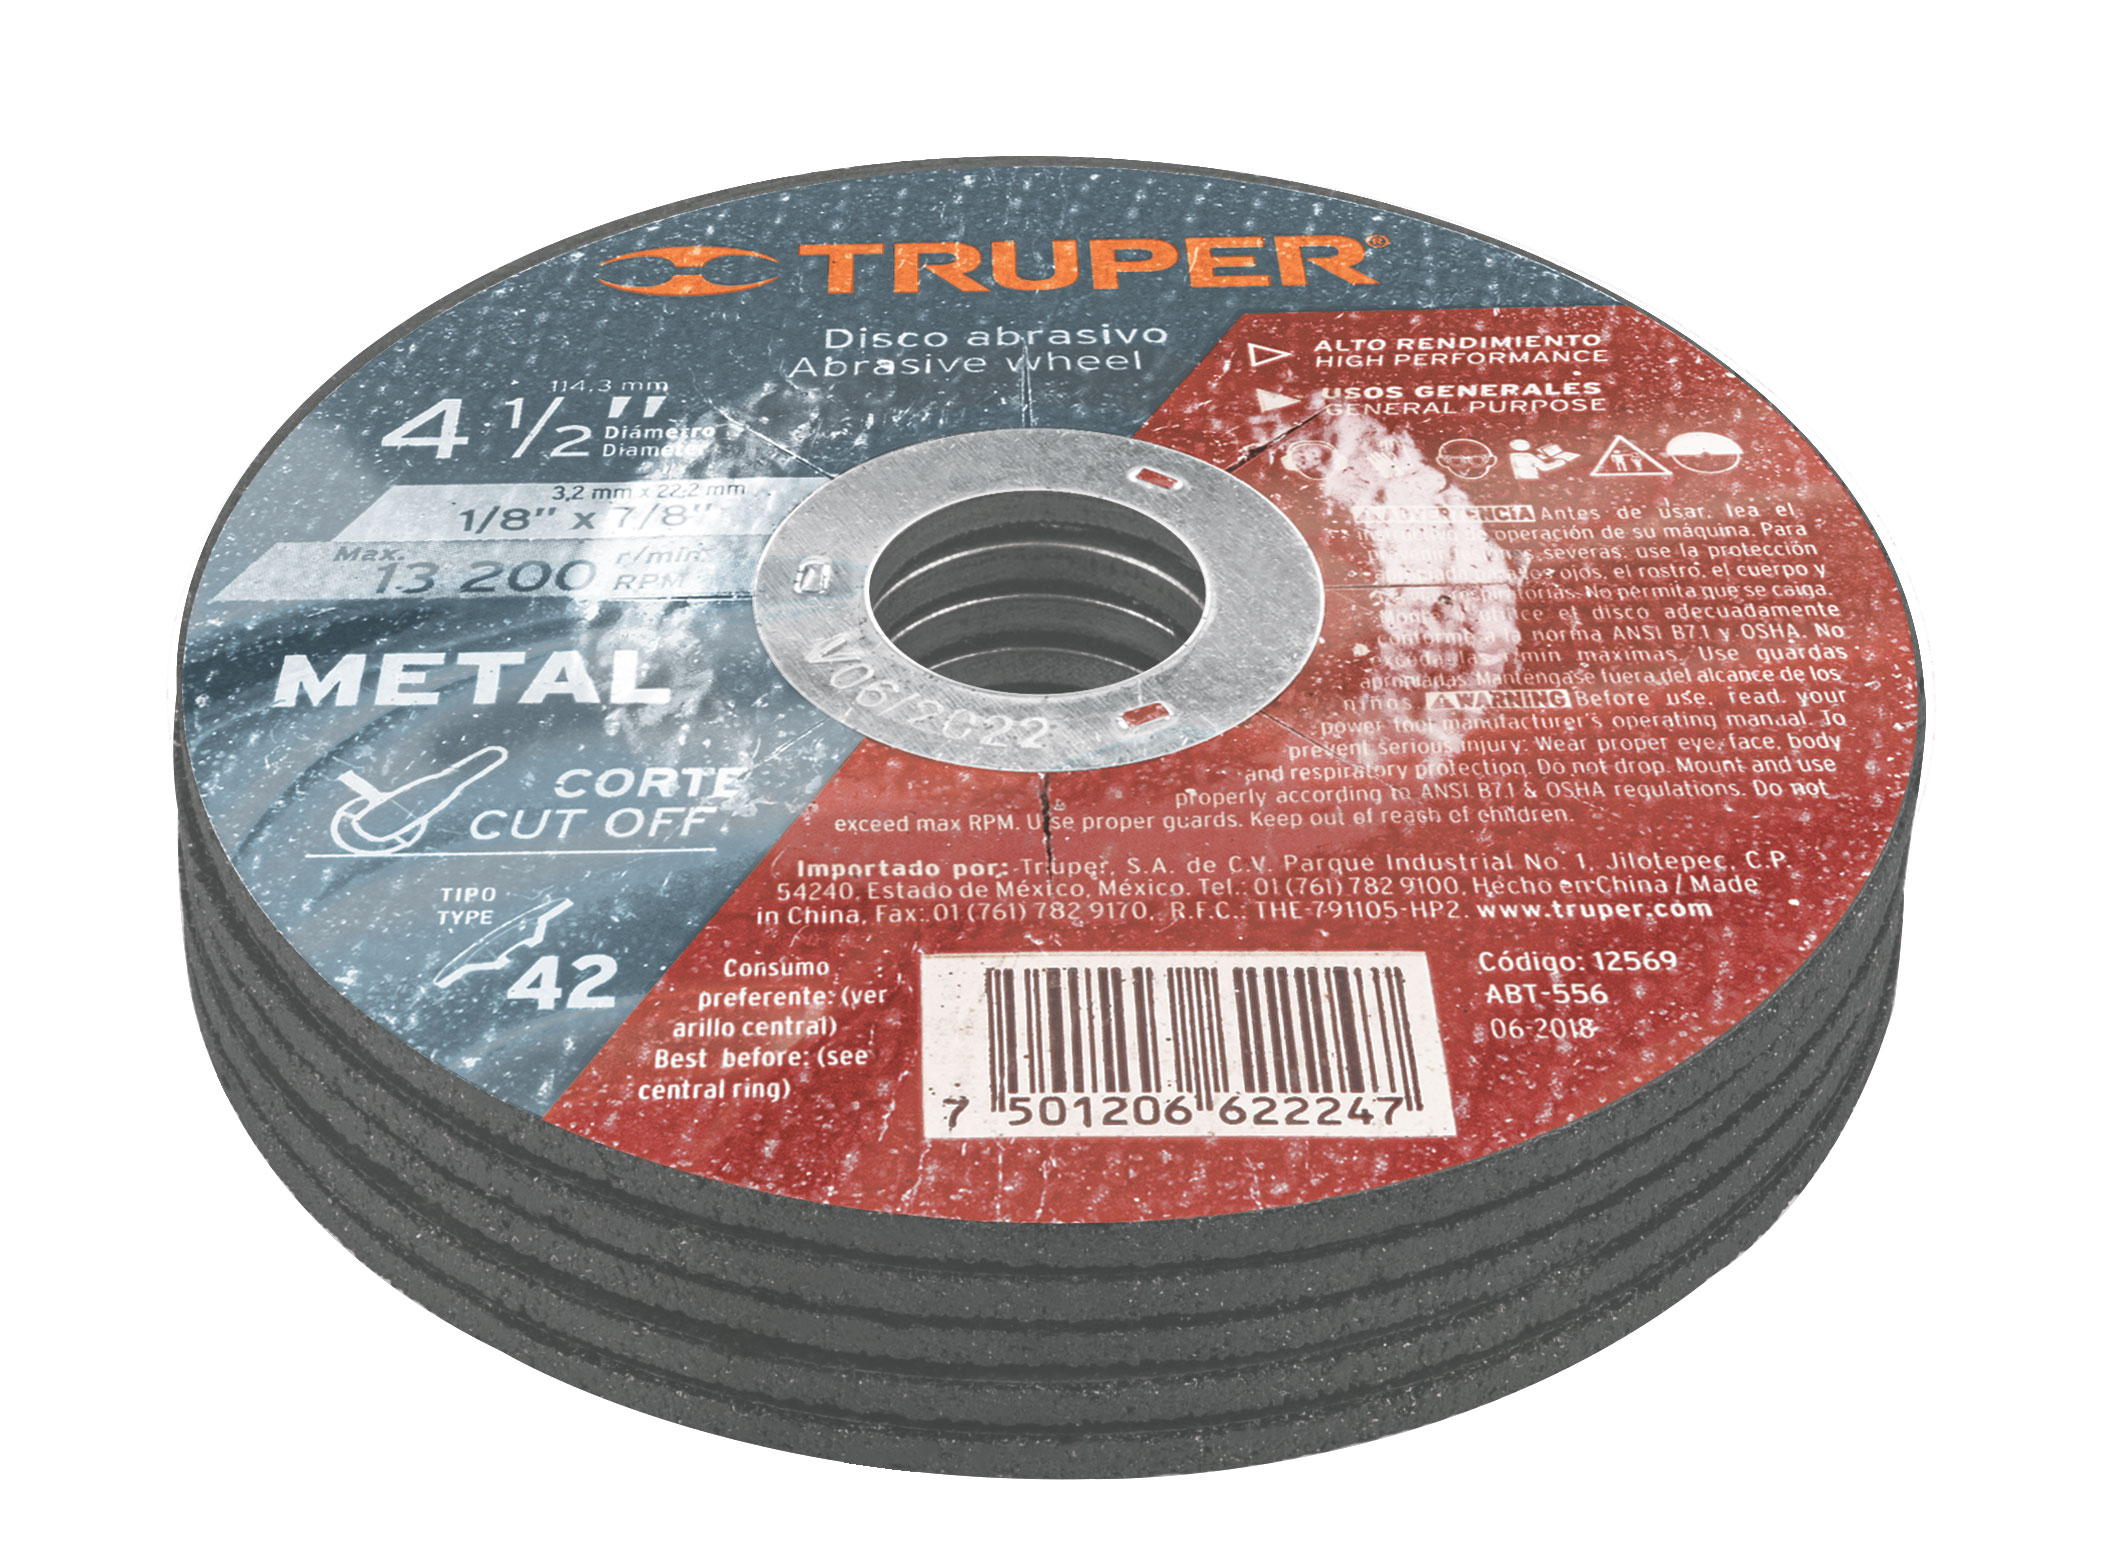 TRUPER®
Disco abrasivo
Abrasive wheel
114,3 mm
4 1/2" Diámetro
Diameter
3,2 mm x 22,2 mm
1/8" x 7/8"
Max. r/min.
13 200 RPM
METAL
CORTE
CUT OFF
TIPO
TYPE
42
ALTO RENDIMIENTO
HIGH PERFORMANCE
USOS GENERALES
GENERAL PURPOSE
ADVERTENCIA Antes de usar, lea el
operación de su máquina. Para
severas: use la protección
ojos, el rostro, el cuerpo y
No permita que se caiga.
el disco adecuadamente
conforme a la norma ANSI B7.1 y OSHA. No
exceda las min máximas. Use guardas
apropiadas. Manténgase fuera del alcance de los
niños WARNING Before use, read your
power tool manufacturer's operating manual. To
prevent serious injury: Wear proper eye, face, body
and respiratory protection. Do not drop. Mount and use
properly according to ANSI B7.1 & OSHA regulations. Do not
exceed max RPM. Use proper guards. Keep out of reach of children.
Importado por: Truper, S.A. de C.V. Parque Industrial No. 1, Jilotepec, C.P.
54240, Estado de México, México. Tel.: 01 (761) 782 9100, Hecho en China / Made
in China, Fax: 01 (761) 782 9170, R.F.C.: THE-791105-HP2. www.truper.com
Consumo
preferente: (ver
arillo central)
Best before: (see
central ring)
7 501206 622247
Código: 12569
ABT-556
06-2018
V06/2022